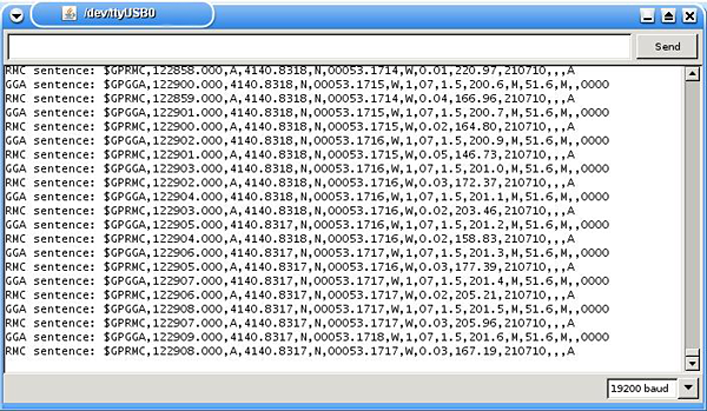 /dev/ttyUSB0
Send
RMC sentence: $GPRMC,122858.000,A,4140.8318,N,00053.1714,W,0.01,220.97,210710,,,A
GGA sentence: $GPGGA,122900.000,4140.8318,N,00053.1715,W,1,07,1.5,200.6,M,51.6,M,,0000
RMC sentence: $GPRMC,122859.000,A,4140.8318,N,00053.1714,W,0.04,166.96,210710,,,A
GGA sentence: $GPGGA,122901.000,4140.8318,N,00053.1715,W,1,07,1.5,200.7,M,51.6,M,,0000
RMC sentence: $GPRMC,122900.000,A,4140.8318,N,00053.1715,W,0.02,164.80,210710,,,A
GGA sentence: $GPGGA,122902.000,4140.8318,N,00053.1716,W,1,07,1.5,200.9,M,51.6,M,,0000
RMC sentence: $GPRMC,122901.000,A,4140.8318,N,00053.1715,W,0.05,146.73,210710,,,A
GGA sentence: $GPGGA,122903.000,4140.8318,N,00053.1716,W,1,07,1.5,201.0,M,51.6,M,,0000
RMC sentence: $GPRMC,122902.000,A,4140.8318,N,00053.1716,W,0.03,172.37,210710,,,A
GGA sentence: $GPGGA,122904.000,4140.8318,N,00053.1716,W,1,07,1.5,201.1,M,51.6,M,,0000
RMC sentence: $GPRMC,122903.000,A,4140.8318,N,00053.1716,W,0.02,203.46,210710,,,A
GGA sentence: $GPGGA,122905.000,4140.8317,N,00053.1716,W,1,07,1.5,201.2,M,51.6,M,,0000
RMC sentence: $GPRMC,122904.000,A,4140.8318,N,00053.1716,W,0.02,158.83,210710,,,A
GGA sentence: $GPGGA,122906.000,4140.8317,N,00053.1717,W,1,07,1.5,201.3,M,51.6,M,,0000
RMC sentence: $GPRMC,122905.000,A,4140.8317,N,00053.1716,W,0.03,177.39,210710,,,A
GGA sentence: $GPGGA,122907.000,4140.8317,N,00053.1717,W,1,07,1.5,201.4,M,51.6,M,,0000
RMC sentence: $GPRMC,122906.000,A,4140.8317,N,00053.1717,W,0.02,205.21,210710,,,A
GGA sentence: $GPGGA,122908.000,4140.8317,N,00053.1717,W,1,07,1.5,201.5,M,51.6,M,,0000
RMC sentence: $GPRMC,122907.000,A,4140.8317,N,00053.1717,W,0.03,205.96,210710,,,A
GGA sentence: $GPGGA,122909.000,4140.8317,N,00053.1718,W,1,07,1.5,201.6,M,51.6,M,,0000
RMC sentence: $GPRMC,122908.000,A,4140.8317,N,00053.1717,W,0.03,167.19,210710,,,A
19200 baud